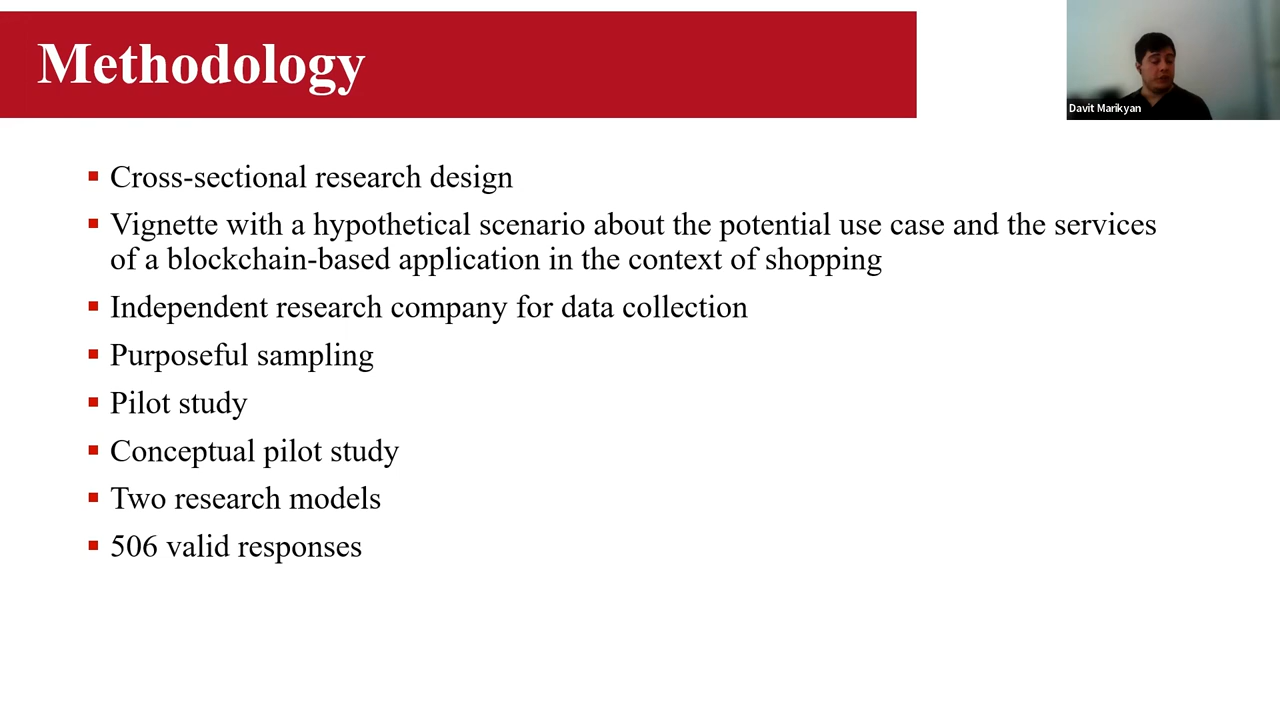 Methodology
Davit Marikyan
Cross-sectional research design
Vignette with a hypothetical scenario about the potential use case and the services
of a blockchain-based application in the context of shopping
Independent research company for data collection
Purposeful sampling
Pilot study
Conceptual pilot study
Two research models
506 valid responses